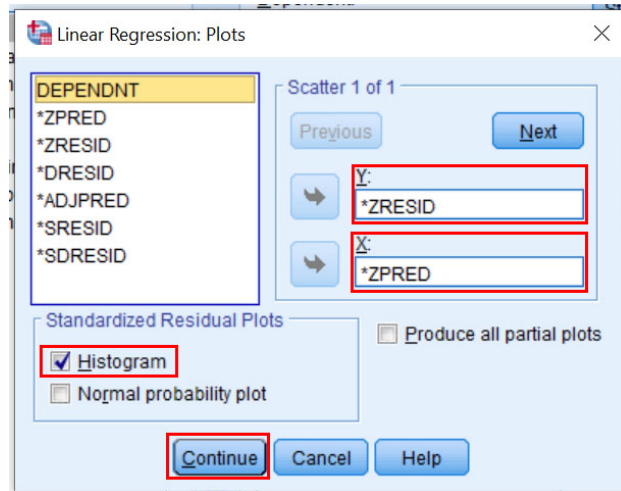 Linear Regression: Plots
DEPENDNT
*ZPRED
*ZRESID
*DRESID
*ADJPRED
*SRESID
*SDRESID
Scatter 1 of 1
Previous
Next
Y:
*ZRESID
X:
*ZPRED
Standardized Residual Plots
Histogram
Normal probability plot
Produce all partial plots
Continue
Cancel
Help